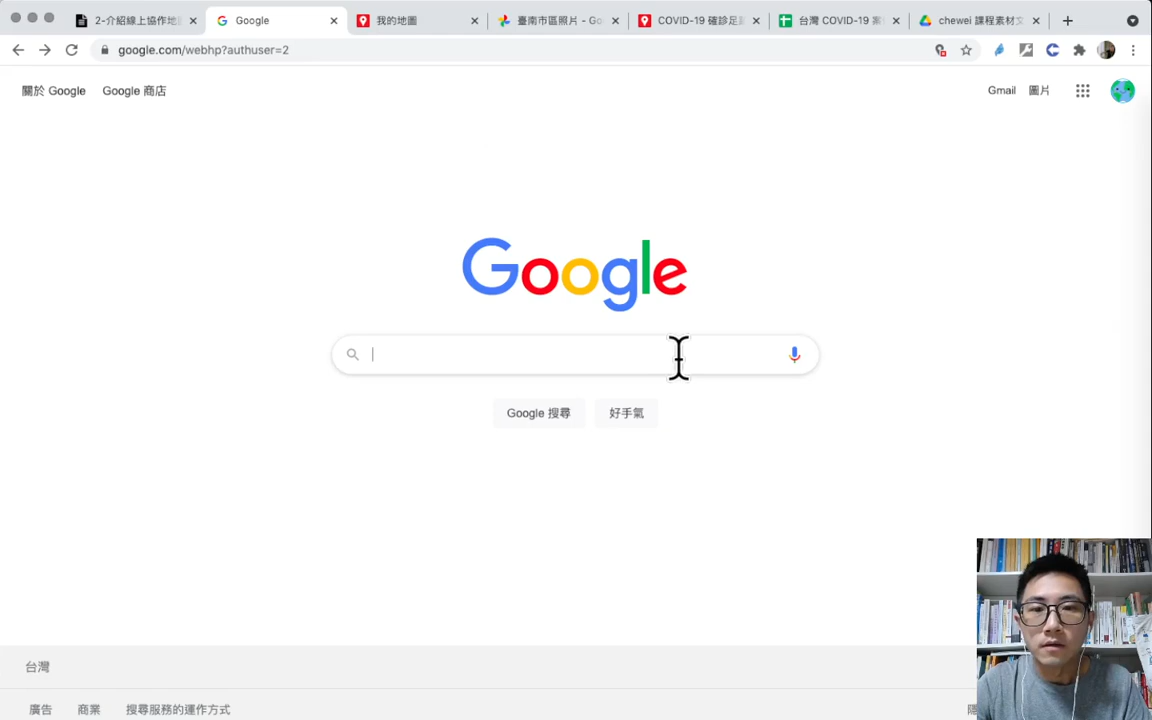 2-介紹線上協作地
Google
我的地圖
臺南市區照片 - Go
COVID-19 確診足
台灣 COVID-19 案
chewei 課程素材文
google.com/webhp?authuser=2
關於 Google Google 商店
Gmail 圖片
Google
Google 搜尋 好手氣
台灣
廣告 商業 搜尋服務的運作方式